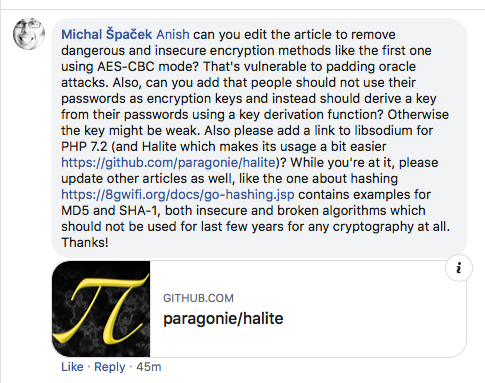 Michal Špaček Anish can you edit the article to remove
dangerous and insecure encryption methods like the first one
using AES-CBC mode? That's vulnerable to padding oracle
attacks. Also, can you add that people should not use their
passwords as encryption keys and instead should derive a key
from their passwords using a key derivation function? Otherwise
the key might be weak. Also please add a link to libsodium for
PHP 7.2 (and Halite which makes its usage a bit easier
https://github.com/paragonie/halite)? While you're at it, please
update other articles as well, like the one about hashing
https://8gwifi.org/docs/go-hashing.jsp contains examples for
MD5 and SHA-1, both insecure and broken algorithms which
should not be used for last few years for any cryptography at all.
Thanks!
i
GITHUB.COM
paragonie/halite
Like · Reply · 45m